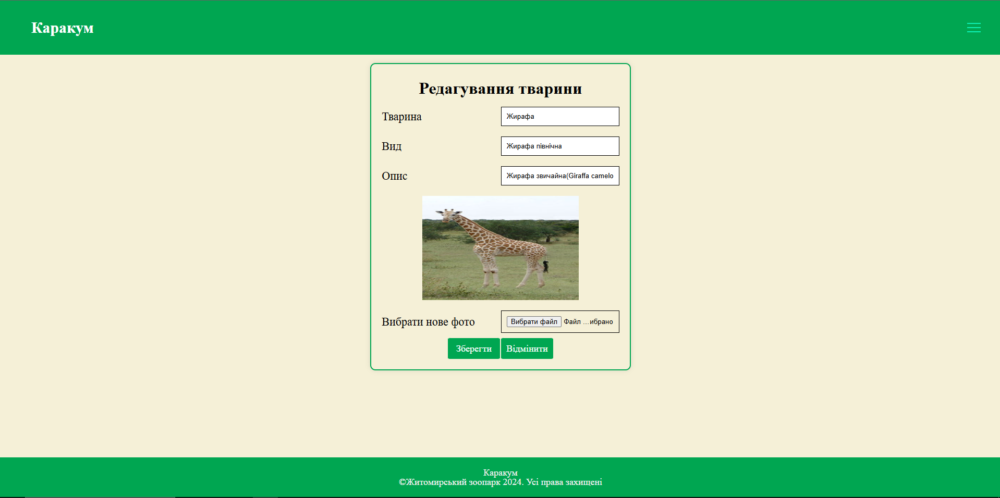 Каракум
Редагування тварини
Тварина Жирафа
Вид Жирафа північна
Опис Жирафа звичайна(Giraffa camelo
Вибрати нове фото Вибрати файл Файл ...ибрано
Зберегти Відмінити
Каракум
©Житомирський зоопарк 2024. Усі права захищені